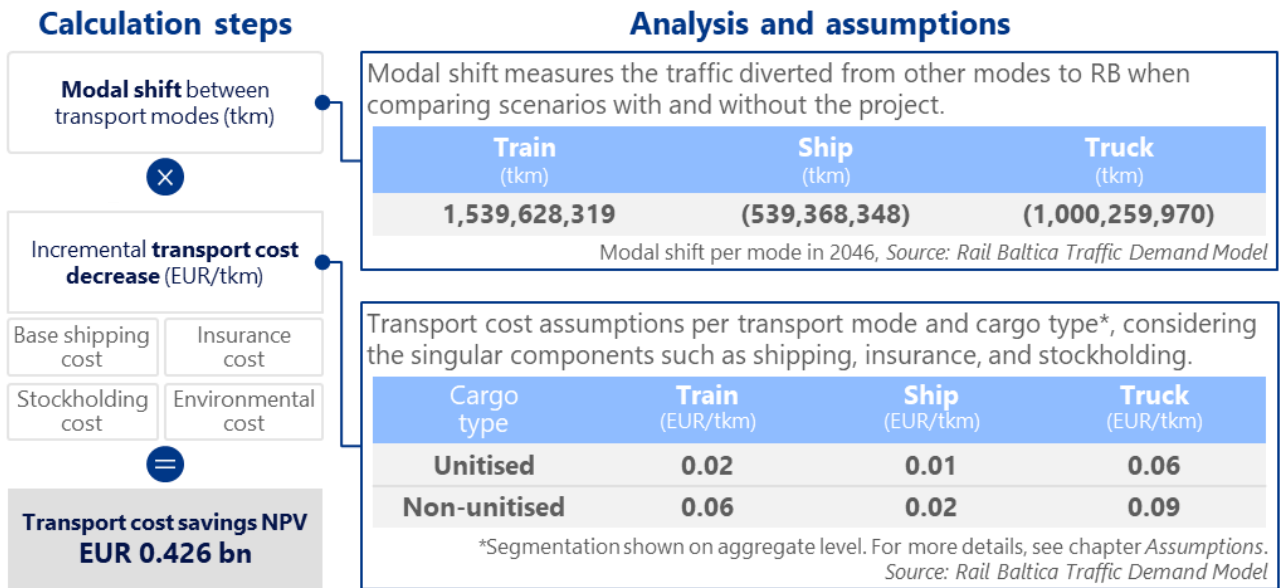 Calculation steps
Modal shift between
transport modes (tkm)
×
Incremental transport cost
decrease (EUR/tkm)
Base shipping
cost
Insurance
cost
Stockholding
cost
Environmental
cost
=
Transport cost savings NPV
EUR 0.426 bn
Analysis and assumptions
Modal shift measures the traffic diverted from other modes to RB when
comparing scenarios with and without the project.
Train Ship Truck
(tkm) (tkm) (tkm)
1,539,628,319 (539,368,348) (1,000,259,970)
Modal shift per mode in 2046, Source: Rail Baltica Traffic Demand Model
Transport cost assumptions per transport mode and cargo type*, considering
the singular components such as shipping, insurance, and stockholding.
Cargo Train Ship Truck
type (EUR/tkm) (EUR/tkm) (EUR/tkm)
Unitised 0.02 0.01 0.06
Non-unitised 0.06 0.02 0.09
*Segmentation shown on aggregate level. For more details, see chapter Assumptions.
Source: Rail Baltica Traffic Demand Model